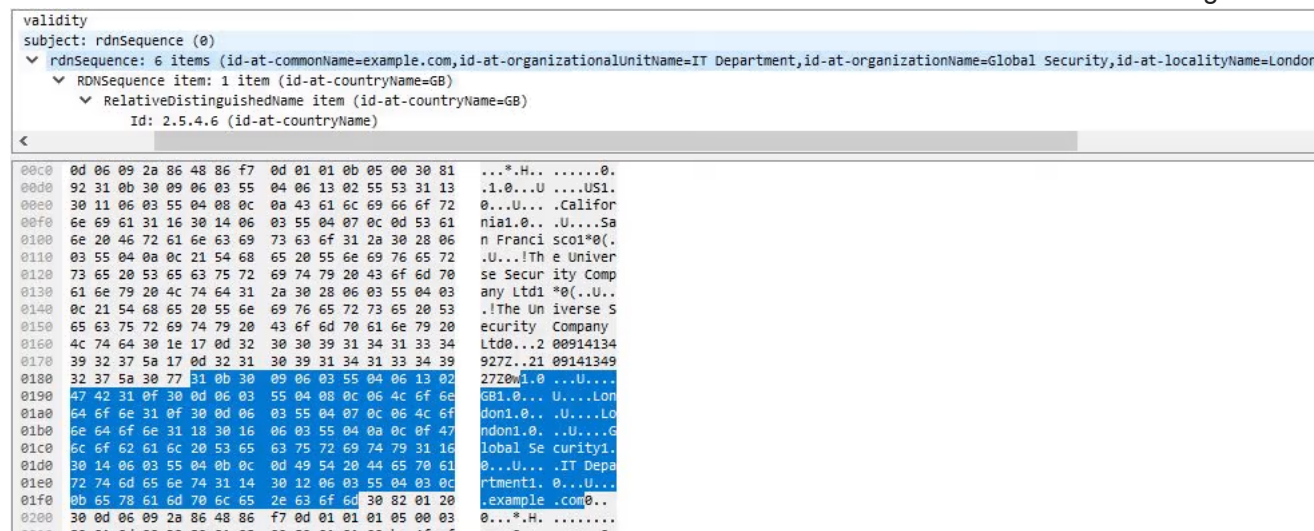 validity
subject: rdnSequence (0)
rdnSequence: 6 items (id-at-commonName=example.com,id-at-organizationalUnitName=IT Department,id-at-organizationName=Global Security,id-at-localityName=London
RDNSequence item: 1 item (id-at-countryName=GB)
RelativeDistinguishedName item (id-at-countryName=GB)
Id: 2.5.4.6 (id-at-countryName)
00c0 0d 06 09 2a 86 48 86 f7 0d 01 01 0b 05 00 30 81 ...*.H.. ......0.
00d0 92 31 0b 30 09 06 03 55 04 06 13 02 55 53 31 13 .1.0...U ....US1.
00e0 30 11 06 03 55 04 08 0c 0a 43 61 6c 69 66 6f 72 0...U... .Califor
00f0 6e 69 61 31 16 30 14 06 03 55 04 07 0c 0d 53 61 nia1.0.. .U....Sa
0100 6e 20 46 72 61 6e 63 69 73 63 6f 31 2a 30 28 06 n Franci sco1*0(.
0110 03 55 04 0a 0c 21 54 68 65 20 55 6e 69 76 65 72 .U...!Th e Univer
0120 73 65 20 53 65 63 75 72 69 74 79 20 43 6f 6d 70 se Secur ity Comp
0130 61 6e 79 20 4c 74 64 31 2a 30 28 06 03 55 04 03 any Ltd1 *0(..U..
0140 0c 21 54 68 65 20 55 6e 69 76 65 72 73 65 20 53 .!The Un iverse S
0150 65 63 75 72 69 74 79 20 43 6f 6d 70 61 6e 79 20 ecurity Company
0160 4c 74 64 30 1e 17 0d 32 30 30 39 31 34 31 33 34 Ltd0...2 00914134
0170 39 32 37 5a 17 0d 32 31 30 39 31 34 31 33 34 39 927Z..21 09141349
0180 32 37 5a 30 77 31 0b 30 09 06 03 55 04 06 13 02 27Z0w1.0 ...U....
0190 47 42 31 0f 30 0d 06 03 55 04 08 0c 06 4c 6f 6e GB1.0... U....Lon
01a0 64 6f 6e 31 0f 30 0d 06 03 55 04 07 0c 06 4c 6f don1.0.. .U....Lo
01b0 6e 64 6f 6e 31 18 30 16 06 03 55 04 0a 0c 0f 47 ndon1.0. ..U....G
01c0 6c 6f 62 61 6c 20 53 65 63 75 72 69 74 79 31 16 lobal Se curity1.
01d0 30 14 06 03 55 04 0b 0c 0d 49 54 20 44 65 70 61 0...U... .IT Depa
01e0 72 74 6d 65 6e 74 31 14 30 12 06 03 55 04 03 0c rtment1. 0...U...
01f0 0b 65 78 61 6d 70 6c 65 2e 63 6f 6d 30 82 01 20 .example .com0..
0200 30 0d 06 09 2a 86 48 86 f7 0d 01 01 01 05 00 03 0...*.H. ........